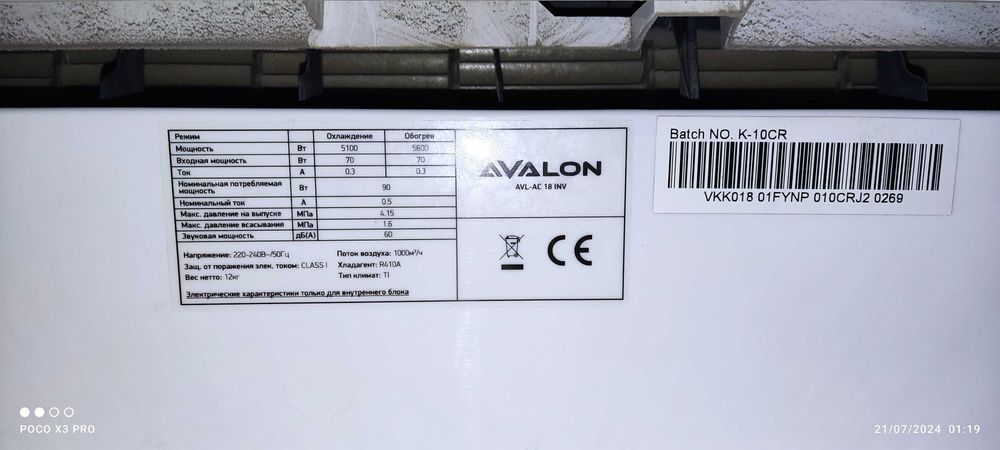 Режим Охлаждение Обогрев
Мощность Вт 5100 5600
Входная мощность Вт 70 70
Ток А 0.3 0.3
Номинальная потребляемая мощность Вт 90
Номинальный ток А 0.5
Макс. давление на выпуске МПа 4.15
Макс. давление всасывания МПа 1.6
Звуковая мощность дБ(А) 60
Напряжение: 220-240В~/50Гц Поток воздуха: 1000м³/ч
Защ. от поражения элек. током: CLASS I Хладагент: R410A
Вес нетто: 12кг Тип климат: T1
Электрические характеристики только для внутреннего блока
AVALON
AVL-AC 18 INV
CE
Batch NO. K-10CR
VKK018 01FYNP 010CRJ2 0269
POCO X3 PRO
21/07/2024 01:19